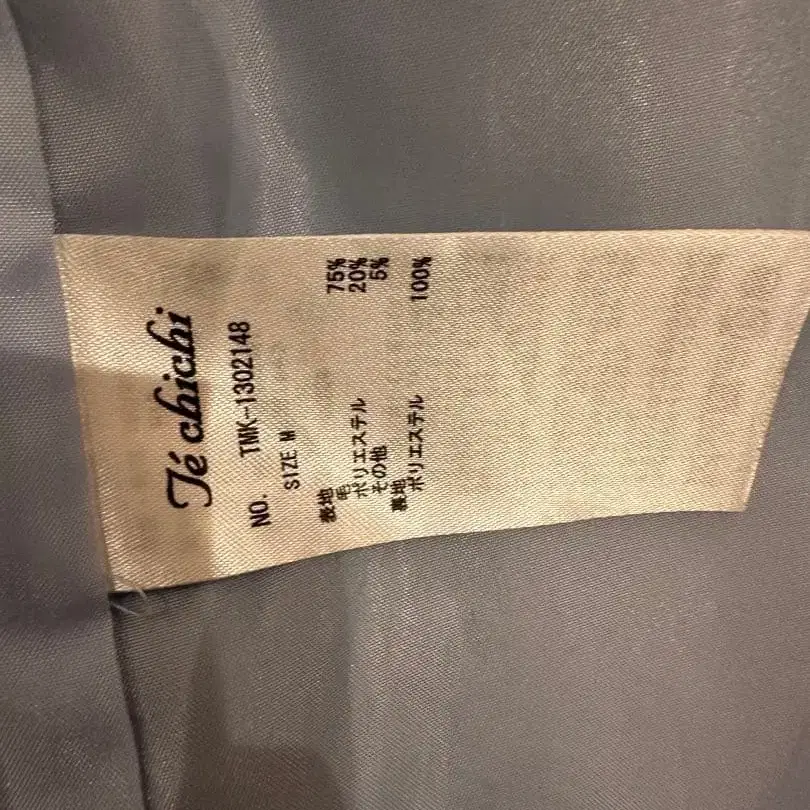 Té chichi
NO. TMK-1302148
SIZE M
表地
毛 75%
ポリエステル 20%
その他 5%
裏地
ポリエステル 100%